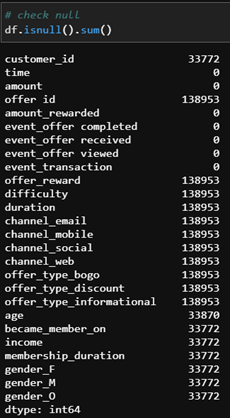 # check null
df.isnull().sum()
customer_id 33772
time 0
amount 0
offer id 138953
amount_rewarded 0
event_offer completed 0
event_offer received 0
event_offer viewed 0
event_transaction 0
offer_reward 138953
difficulty 138953
duration 138953
channel_email 138953
channel_mobile 138953
channel_social 138953
channel_web 138953
offer_type_bogo 138953
offer_type_discount 138953
offer_type_informational 138953
age 33870
became_member_on 33772
income 33772
membership_duration 33772
gender_F 33772
gender_M 33772
gender_O 33772
dtype: int64